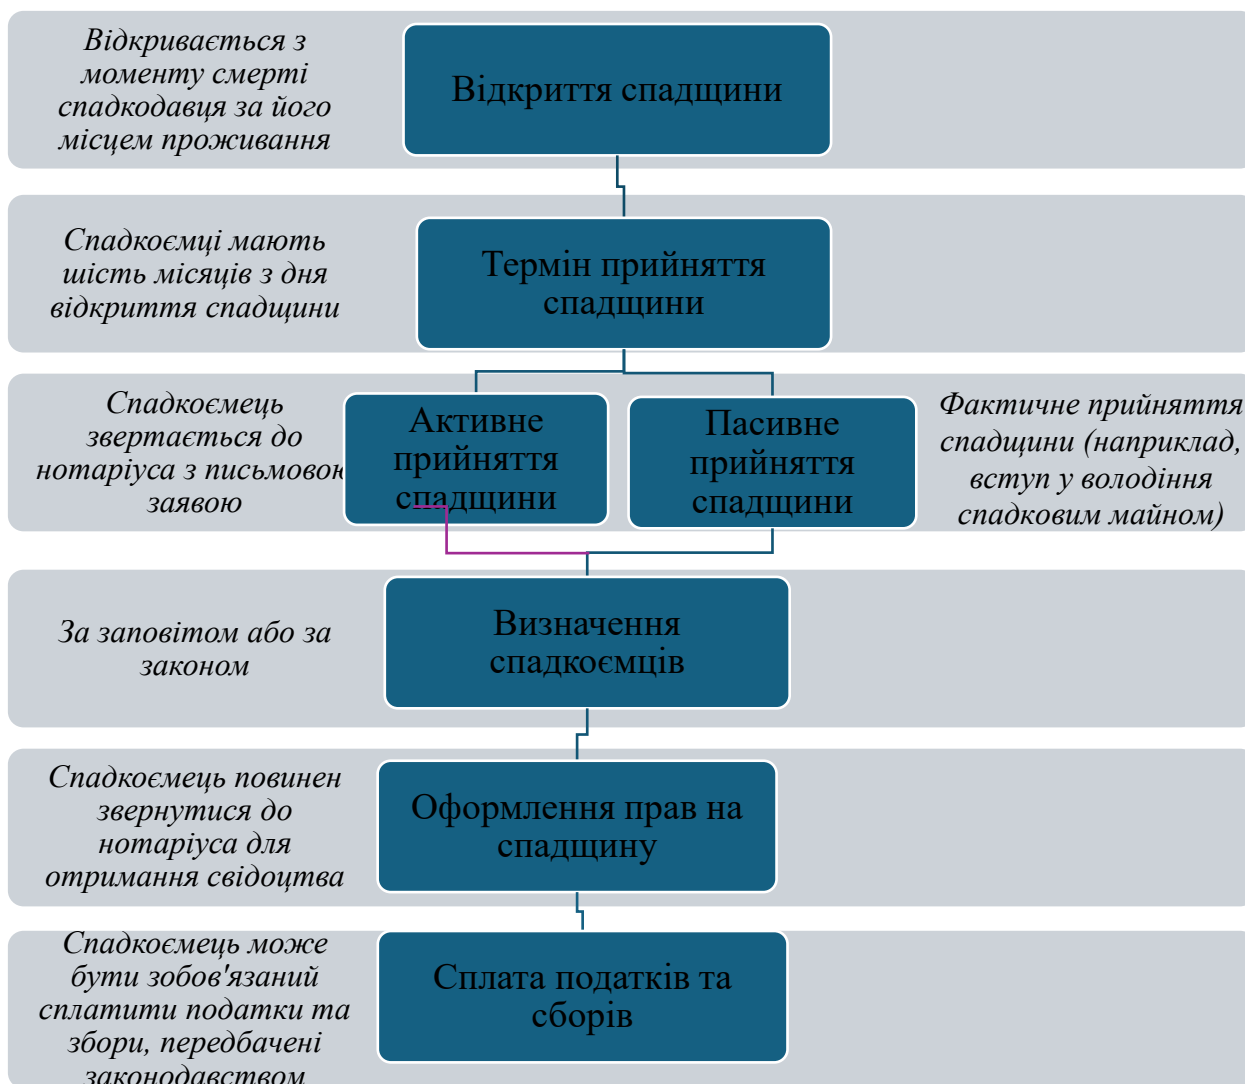 Відкривається з
моменту смерті
спадкодавця за його
місцем проживання
Відкриття спадщини
Спадкоємці мають
шість місяців з дня
відкриття спадщини
Термін прийняття
спадщини
Спадкоємець
звертається до
нотаріуса з письмовою
заявою
Активне
прийняття
спадщини
Пасивне
прийняття
спадщини
Фактичне прийняття
спадщини (наприклад,
вступ у володіння
спадковим майном)
За заповітом або за
законом
Визначення
спадкоємців
Спадкоємець повинен
звернутися до
нотаріуса для
отримання свідоцтва
Оформлення прав на
спадщину
Спадкоємець може
бути зобов'язаний
сплатити податки та
збори, передбачені
законодавством
Сплата податків та
сборів